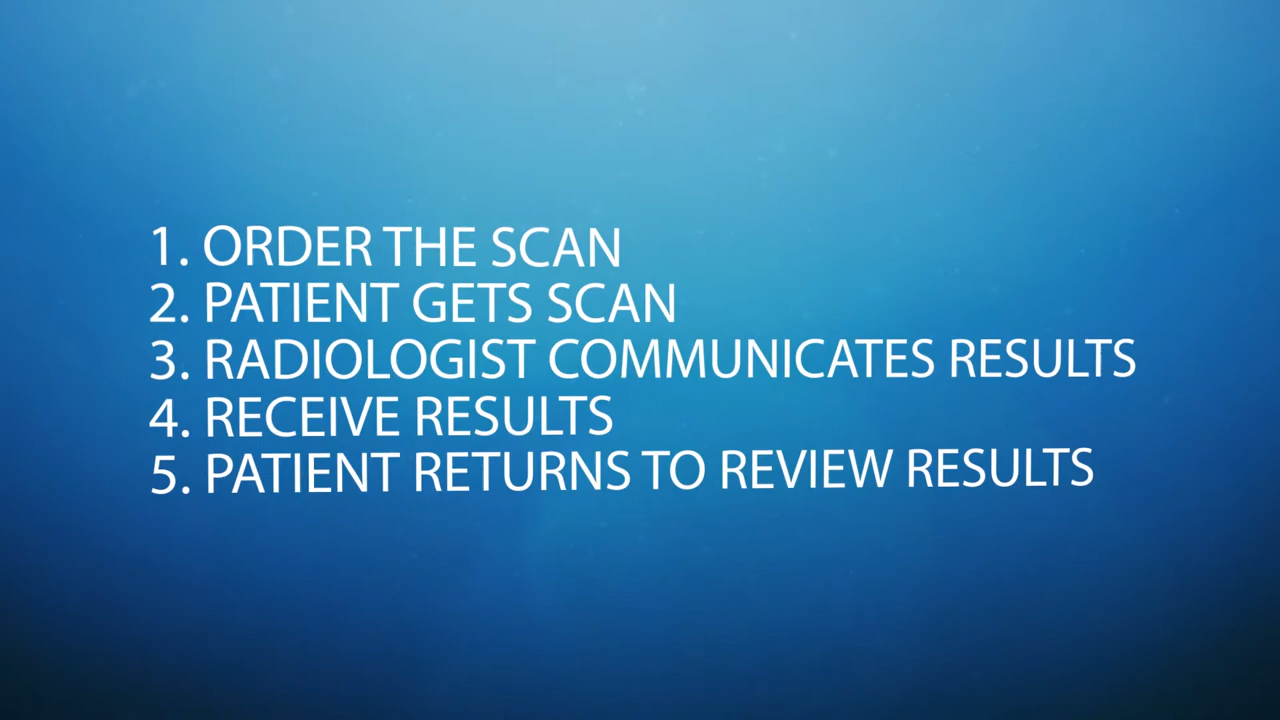 1. ORDER THE SCAN
2. PATIENT GETS SCAN
3. RADIOLOGIST COMMUNICATES RESULTS
4. RECEIVE RESULTS
5. PATIENT RETURNS TO REVIEW RESULTS